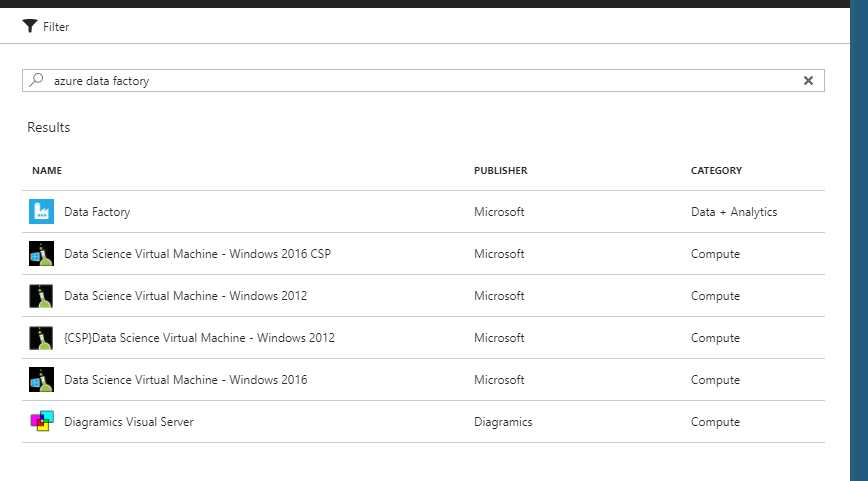 Filter
azure data factory
Results
NAME PUBLISHER CATEGORY
Data Factory Microsoft Data + Analytics
Data Science Virtual Machine - Windows 2016 CSP Microsoft Compute
Data Science Virtual Machine - Windows 2012 Microsoft Compute
{CSP}Data Science Virtual Machine - Windows 2012 Microsoft Compute
Data Science Virtual Machine - Windows 2016 Microsoft Compute
Diagramics Visual Server Diagramics Compute